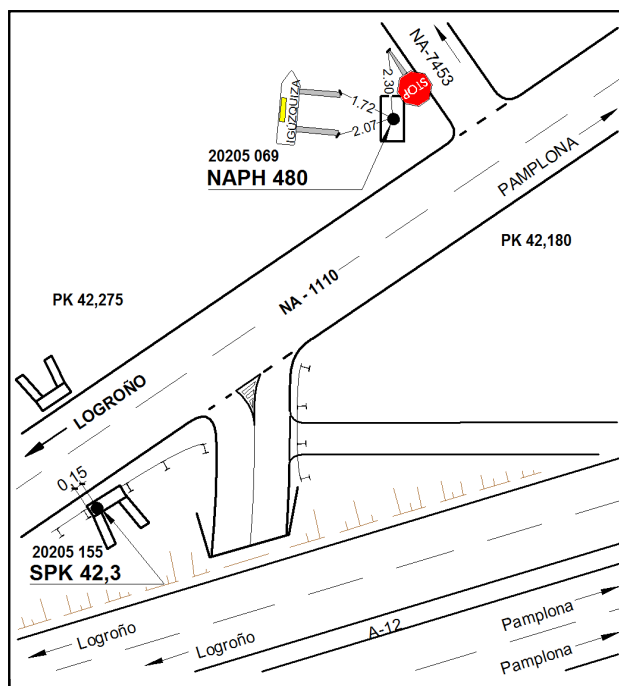 NA-7453
STOP
2.30
IGÚZQUIZA
1.72
2.07
20205 069
NAPH 480
PAMPLONA
PK 42,180
NA - 1110
PK 42,275
LOGROÑO
0,15
20205 155
SPK 42,3
Logroño
Logroño
A-12
Pamplona
Pamplona